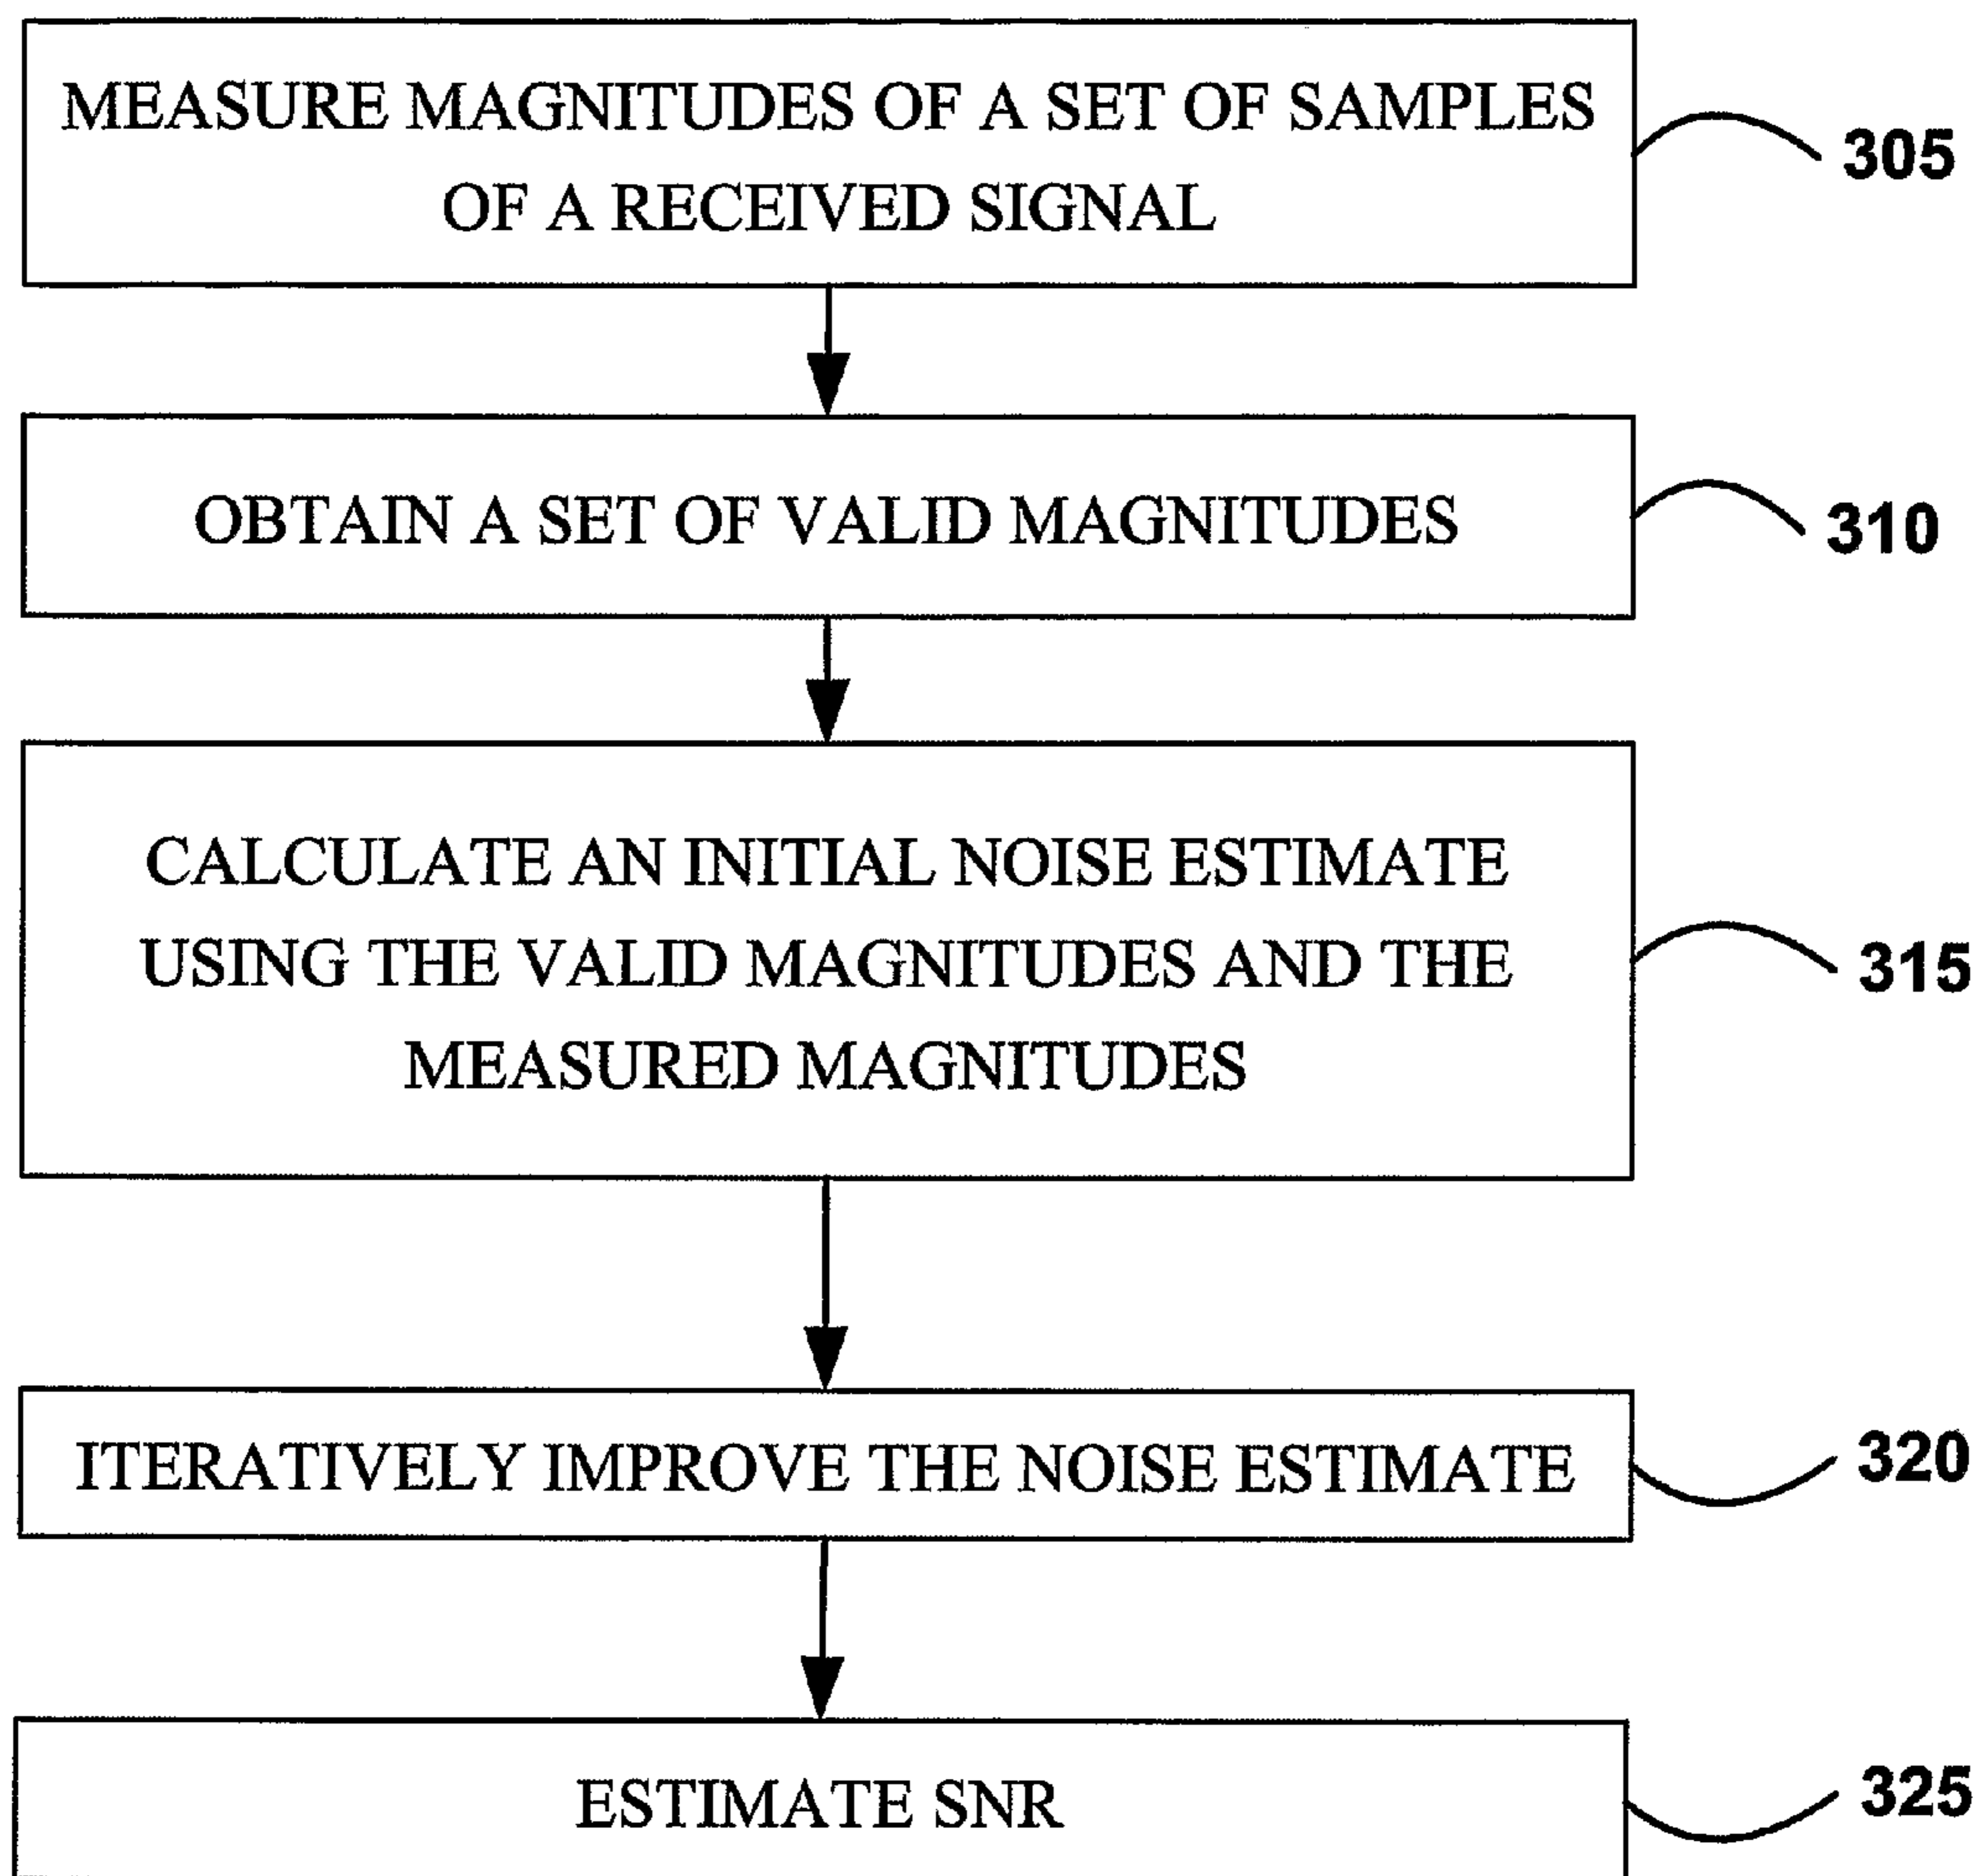 MEASURE MAGNITUDES OF A SET OF SAMPLES
OF A RECEIVED SIGNAL
305
OBTAIN A SET OF VALID MAGNITUDES
310
CALCULATE AN INITIAL NOISE ESTIMATE
USING THE VALID MAGNITUDES AND THE
MEASURED MAGNITUDES
315
ITERATIVELY IMPROVE THE NOISE ESTIMATE
320
ESTIMATE SNR
325